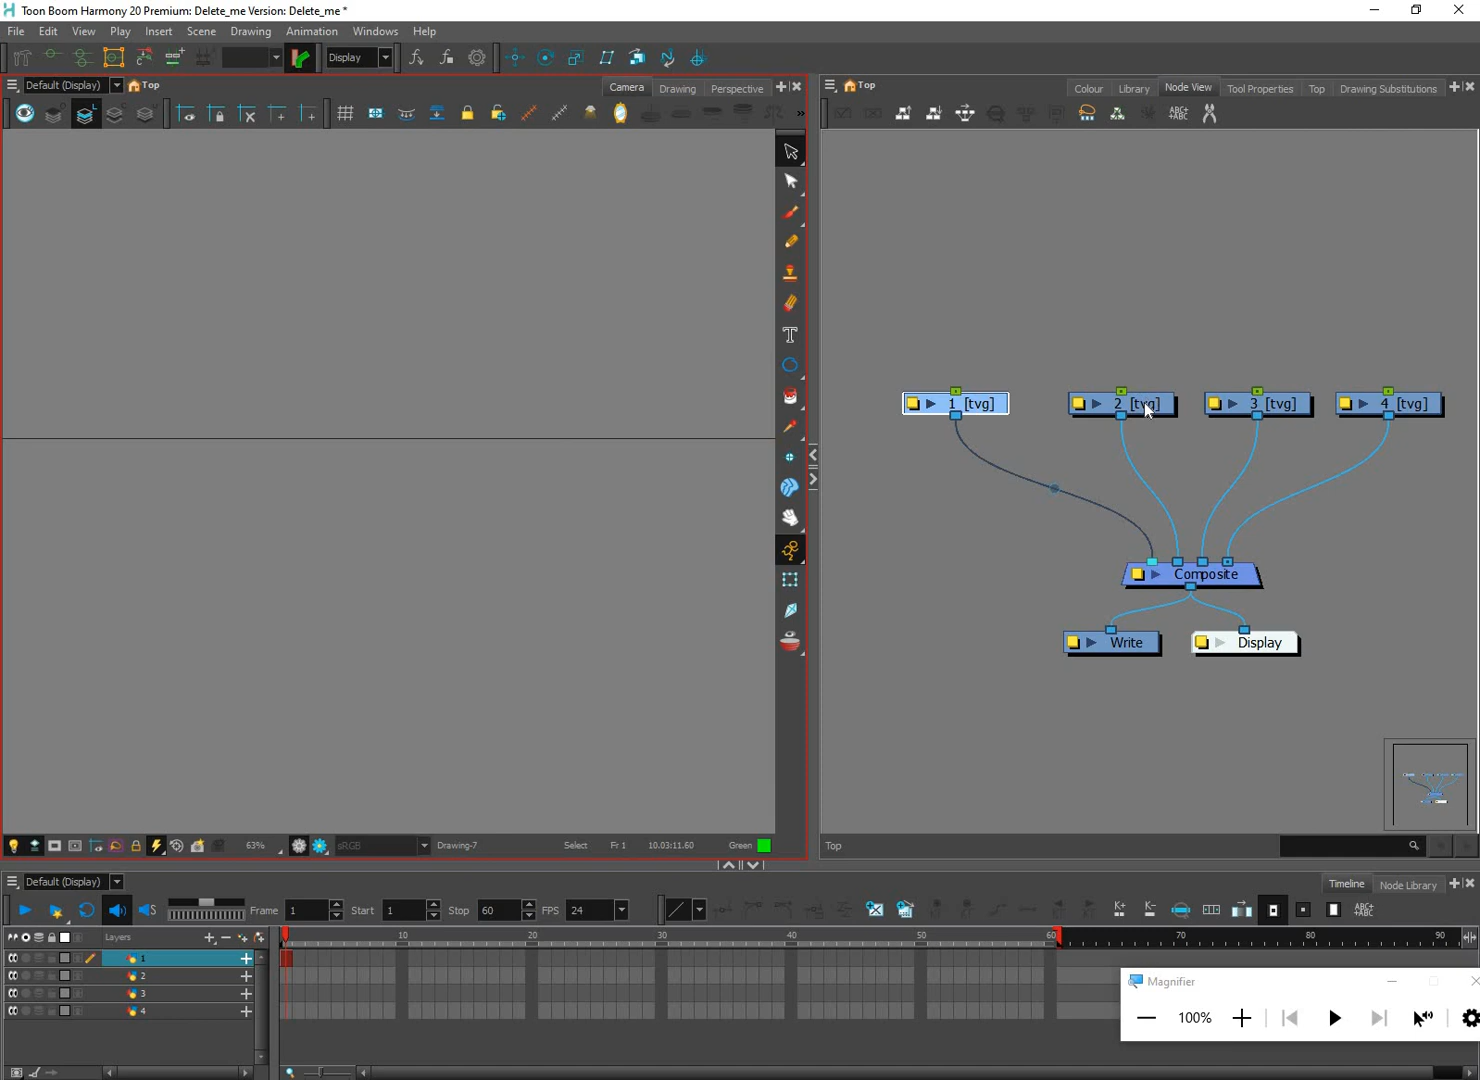 Toon Boom Harmony 20 Premium: Delete_me Version: Delete_me *
File Edit View Play Insert Scene Drawing Animation Windows Help
Display
Default (Display) Top Camera Drawing Perspective
Top Colour Library Node View Tool Properties Top Drawing Substitutions
ABC+
+ABC
T
1 [tvg]
2 [tvg]
3 [tvg]
4 [tvg]
Composite
Write
Display
63% sRGB Drawing-7 Select Fr 1 10.03:11.60 Green
Top
Default (Display) Timeline Node Library
Frame 1 Start 1 Stop 60 FPS 24 K+ K- ABC+
+ABC
Layers 10 20 30 40 50 60 70 80 90
1
2
3
4
Magnifier
100%